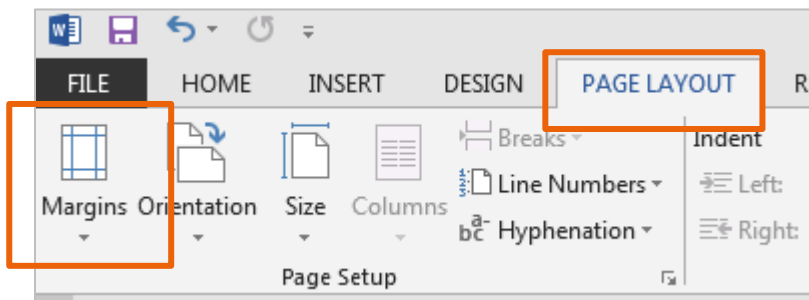 FILE HOME INSERT DESIGN PAGE LAYOUT R
Breaks Indent
Line Numbers Left:
Margins Orientation Size Columns
Hyphenation Right:
Page Setup